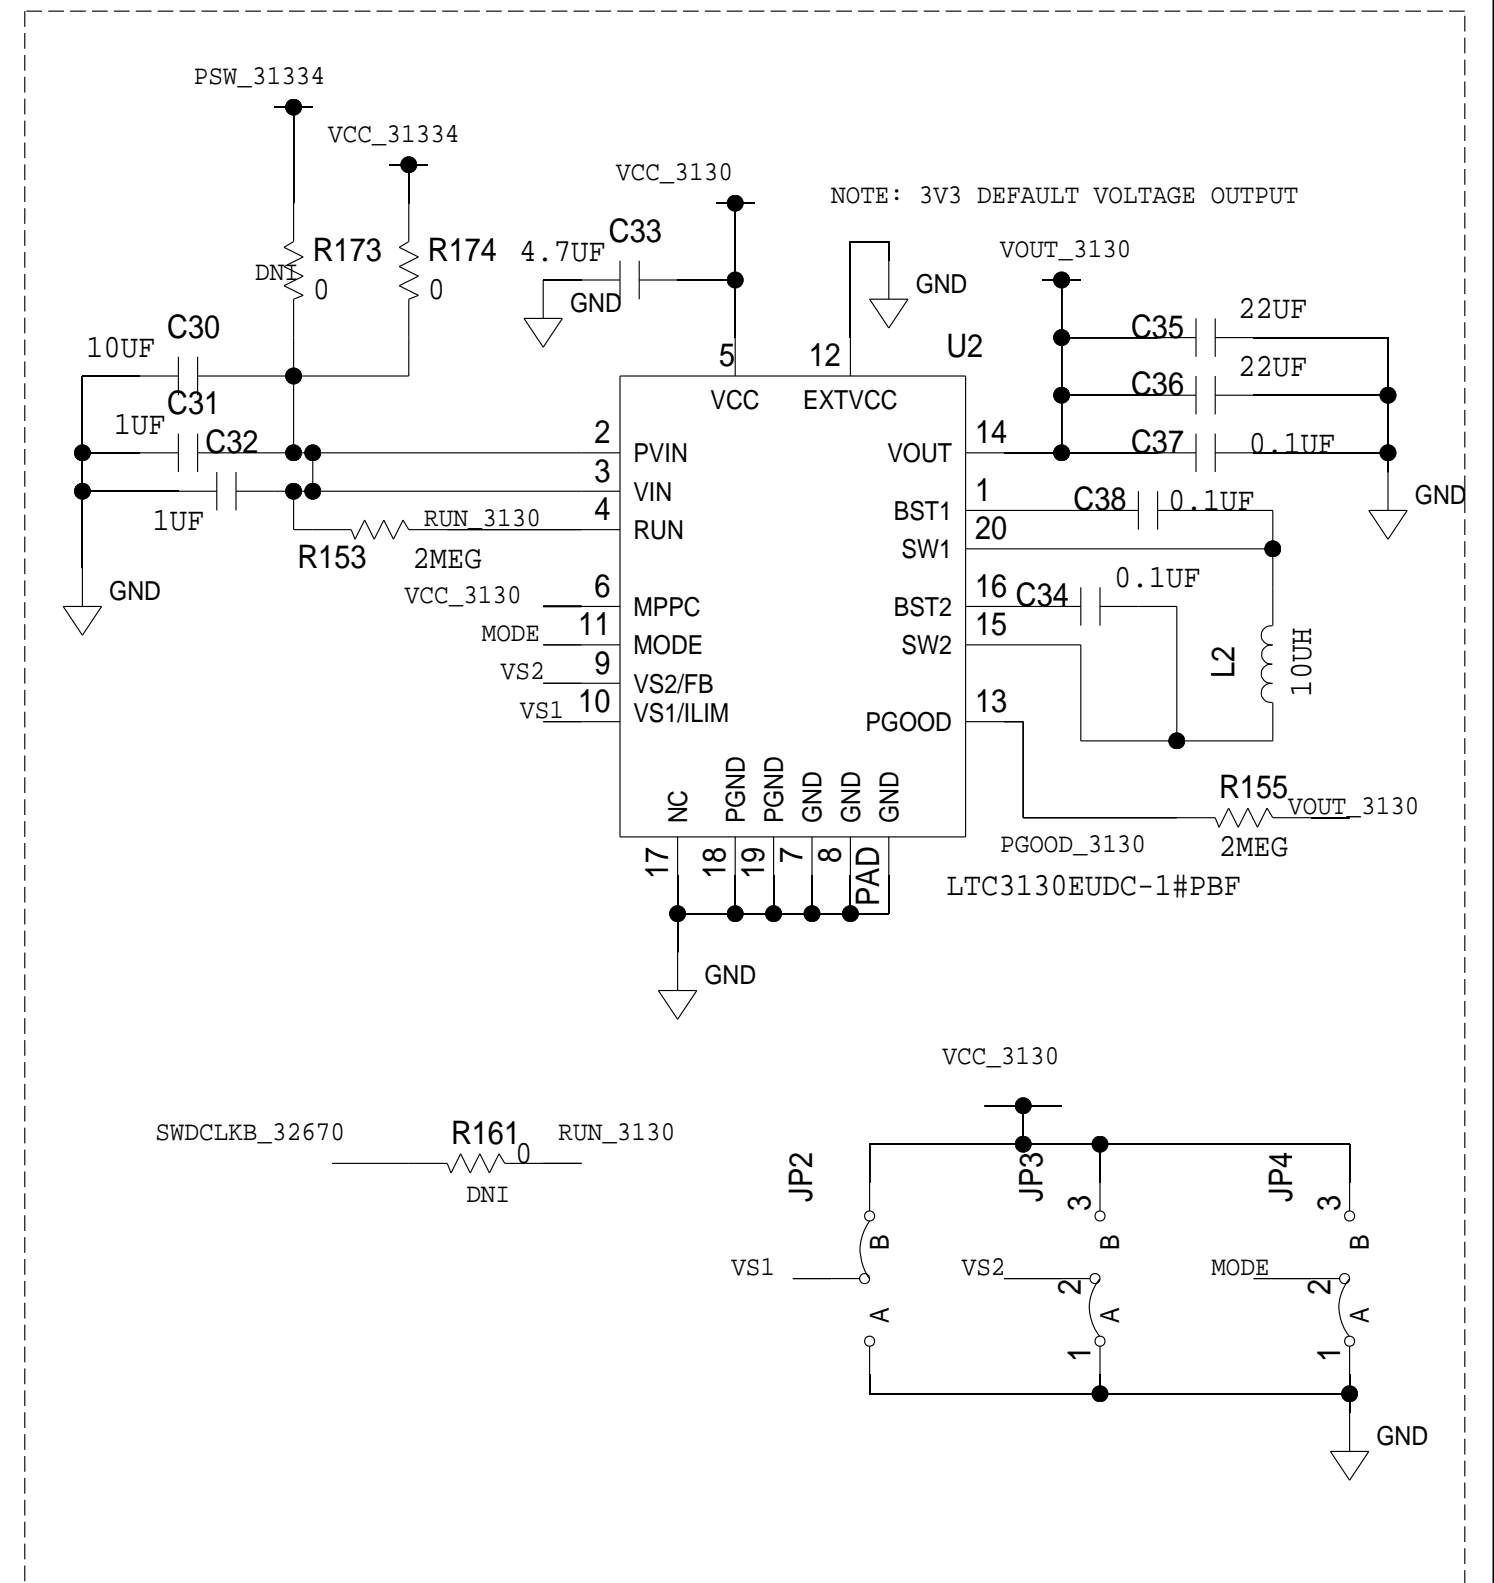 PSW_31334
VCC_31334
VCC_3130
NOTE: 3V3 DEFAULT VOLTAGE OUTPUT
R173
DNI
0
R174
0
C33
4.7UF
GND
GND
VOUT_3130
C30
10UF
C31
1UF
C32
1UF
GND
R153
2MEG
RUN_3130
C35
22UF
C36
22UF
C37
0.1UF
GND
C38
0.1UF
C34
0.1UF
L2
10UH
U2
5
VCC
12
EXTVCC
2
PVIN
3
VIN
4
RUN
VCC_3130
6
MPPC
MODE
11
MODE
VS2
9
VS2/FB
VS1
10
VS1/ILIM
VOUT
14
BST1
1
SW1
20
BST2
16
SW2
15
PGOOD
13
NC
PGND
PGND
GND
GND
GND
17
18
19
7
8
PAD
GND
R155
2MEG
VOUT_3130
PGOOD_3130
LTC3130EUDC-1#PBF
SWDCLKB_32670
R161
0
DNI
RUN_3130
VCC_3130
JP2
B
A
VS1
JP3
3
B
2
A
1
VS2
JP4
3
B
2
A
1
MODE
GND